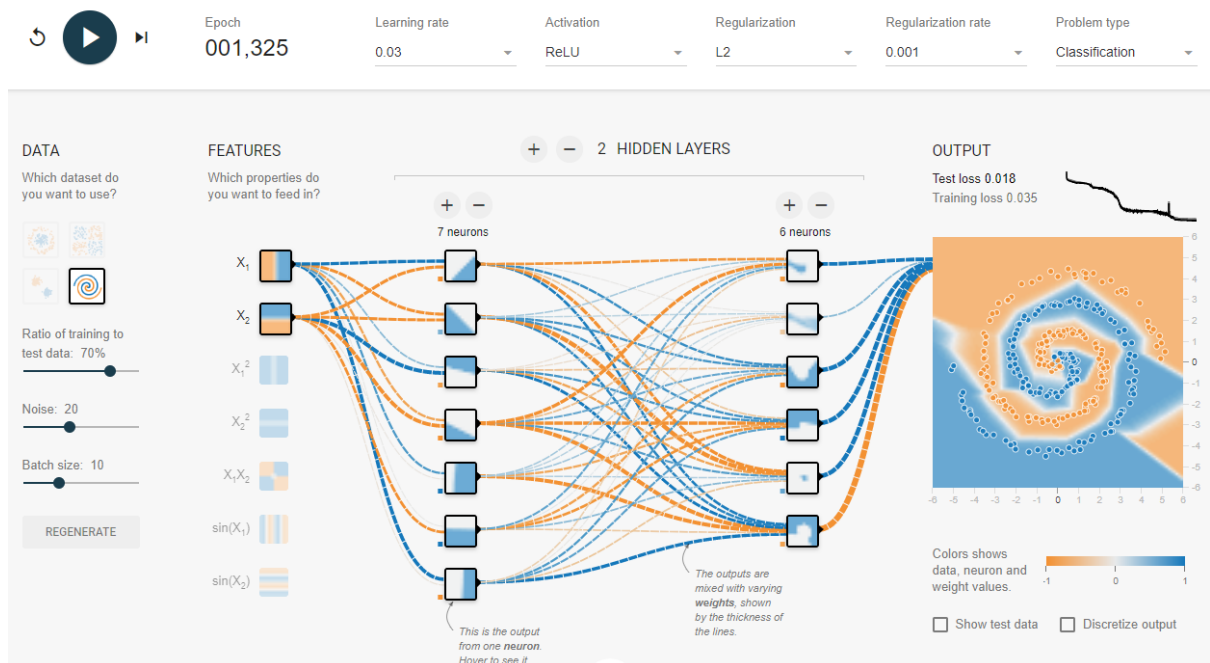 Epoch
001,325
Learning rate
0.03
Activation
ReLU
Regularization
L2
Regularization rate
0.001
Problem type
Classification
DATA
Which dataset do
you want to use?
Ratio of training to
test data: 70%
Noise: 20
Batch size: 10
REGENERATE
FEATURES
Which properties do
you want to feed in?
X₁
X₂
X₁²
X₂²
X₁X₂
sin(X₁)
sin(X₂)
+ − 2 HIDDEN LAYERS
+ −
7 neurons
+ −
6 neurons
This is the output
from one neuron.
Hover to see it
The outputs are
mixed with varying
weights, shown
by the thickness of
the lines.
OUTPUT
Test loss 0.018
Training loss 0.035
6
5
4
3
2
1
0
-1
-2
-3
-4
-5
-6
-6 -5 -4 -3 -2 -1 0 1 2 3 4 5 6
Colors shows
data, neuron and
weight values.
-1 0 1
Show test data
Discretize output